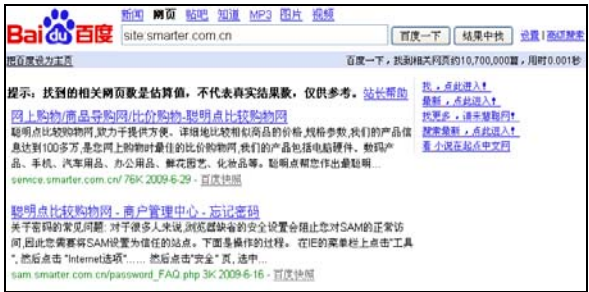 新闻 网页 贴吧 知道 MP3 图片 视频
Bai du 百度 site:smarter.com.cn 百度一下 结果中找 设置 | 高级搜索
把百度设为主页 百度一下,找到相关网页约10,700,000篇,用时0.001秒
提示:找到的相关网页数是估算值,不代表真实结果数,仅供参考。站长帮助
网上购物/商品导购网/比价购物-聪明点比较购物网
聪明点比较购物网,致力于提供方便、详细地比较相似商品的价格,规格参数,我们的产品信
息达到100多万,是您网上购物时最佳的比价购物网,我们的产品包括电脑硬件、数码产
品、手机、汽车用品、办公用品、鲜花园艺、化妆品等。聪明点帮您作出最聪明...
service.smarter.com.cn/ 76K 2009-6-29 - 百度快照
聪明点比较购物网 - 商户管理中心 - 忘记密码
关于密码的常见问题: 对于很多人来说,浏览器缺省的安全设置会阻止您对SAM的正常访
问,因此您需要将SAM设置为信任的站点。下面是操作的过程。 在IE的菜单栏上点击"工具
", 然后点击 "Internet选项"...... 然后点击"安全" 页, 选中...
sam.smarter.com.cn/password_FAQ.php 3K 2009-6-16 - 百度快照
找,点此进入!
最新,点此进入!
找更多,请来慧聪网!
搜索最新,点此进入!
看小说在起点中文网